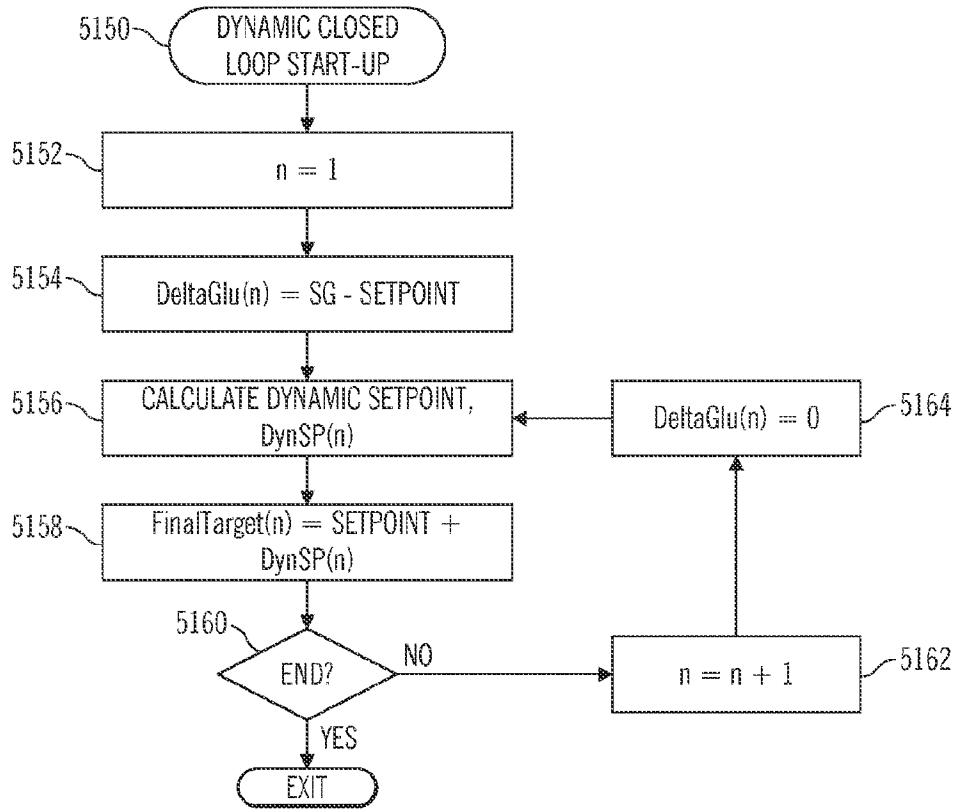 5150
DYNAMIC CLOSED
LOOP START-UP
5152
n = 1
5154
DeltaGlu(n) = SG - SETPOINT
5156
CALCULATE DYNAMIC SETPOINT,
DynSP(n)
DeltaGlu(n) = 0
5164
5158
FinalTarget(n) = SETPOINT +
DynSP(n)
5160
END?
NO
n = n + 1
5162
YES
EXIT